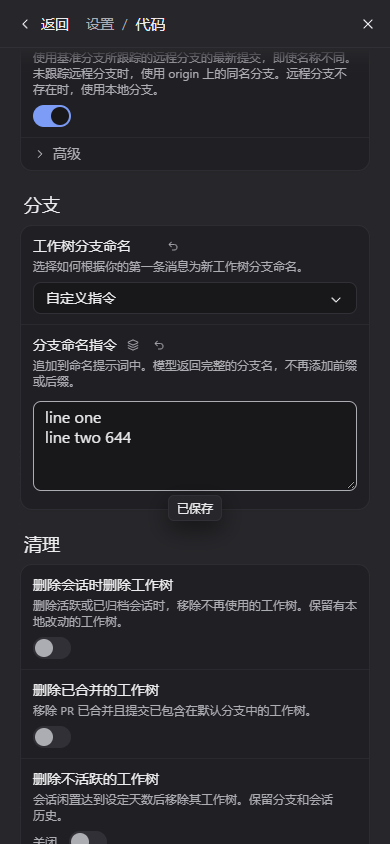 返回 设置 / 代码
使用基准分支所跟踪的远程分支的最新提交，即使名称不同。
未跟踪远程分支时，使用 origin 上的同名分支。远程分支不
存在时，使用本地分支。
高级
分支
工作树分支命名
选择如何根据你的第一条消息为新工作树分支命名。
自定义指令
分支命名指令
追加到命名提示词中。模型返回完整的分支名，不再添加前缀
或后缀。
line one
line two 644
已保存
清理
删除会话时删除工作树
删除活跃或已归档会话时，移除不再使用的工作树。保留有本
地改动的工作树。
删除已合并的工作树
移除 PR 已合并且提交已包含在默认分支中的工作树。
删除不活跃的工作树
会话闲置达到设定天数后移除其工作树。保留分支和会话
历史。
关闭